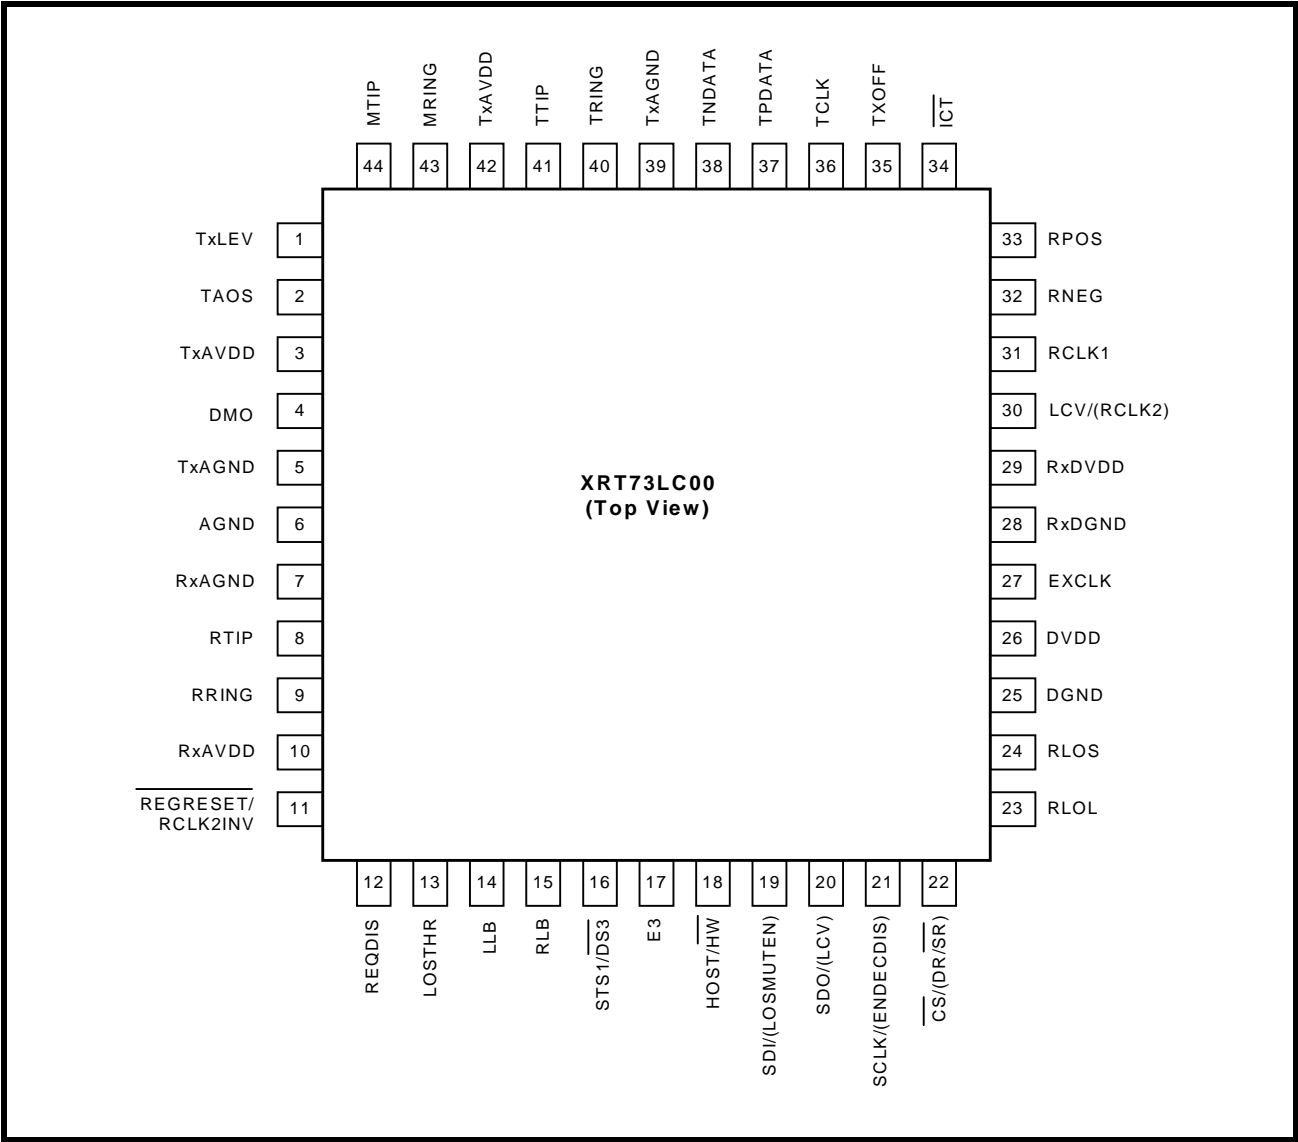 MTIP
MRING
TxAVDD
TTIP
TRING
TxAGND
TNDATA
TPDATA
TCLK
TXOFF
ICT
44 43 42 41 40 39 38 37 36 35 34
TxLEV 1
TAOS 2
TxAVDD 3
DMO 4
TxAGND 5
AGND 6
RxAGND 7
RTIP 8
RRING 9
RxAVDD 10
REGRESET/
RCLK2INV 11
XRT73LC00
(Top View)
33 RPOS
32 RNEG
31 RCLK1
30 LCV/(RCLK2)
29 RxDVDD
28 RxDGND
27 EXCLK
26 DVDD
25 DGND
24 RLOS
23 RLOL
12 13 14 15 16 17 18 19 20 21 22
REQDIS
LOSTHR
LLB
RLB
STS1/DS3
E3
HOST/HW
SDI/(LOSMUTEN)
SDO/(LCV)
SCLK/(ENDECDIS)
CS/(DR/SR)